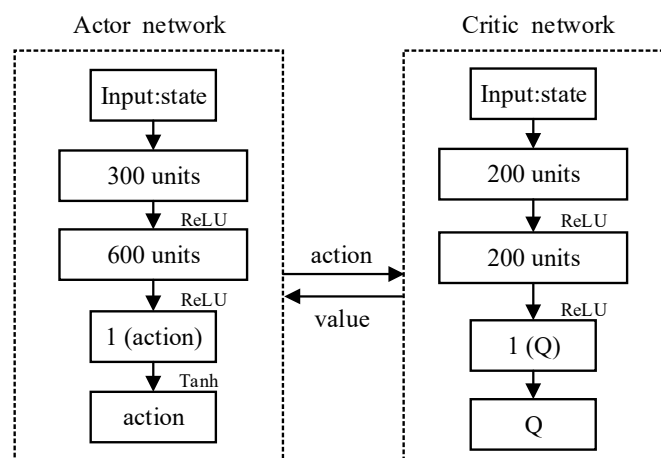 Actor network
Input:state
300 units
ReLU
600 units
ReLU
1 (action)
Tanh
action
action
value
Critic network
Input:state
200 units
ReLU
200 units
ReLU
1 (Q)
Q